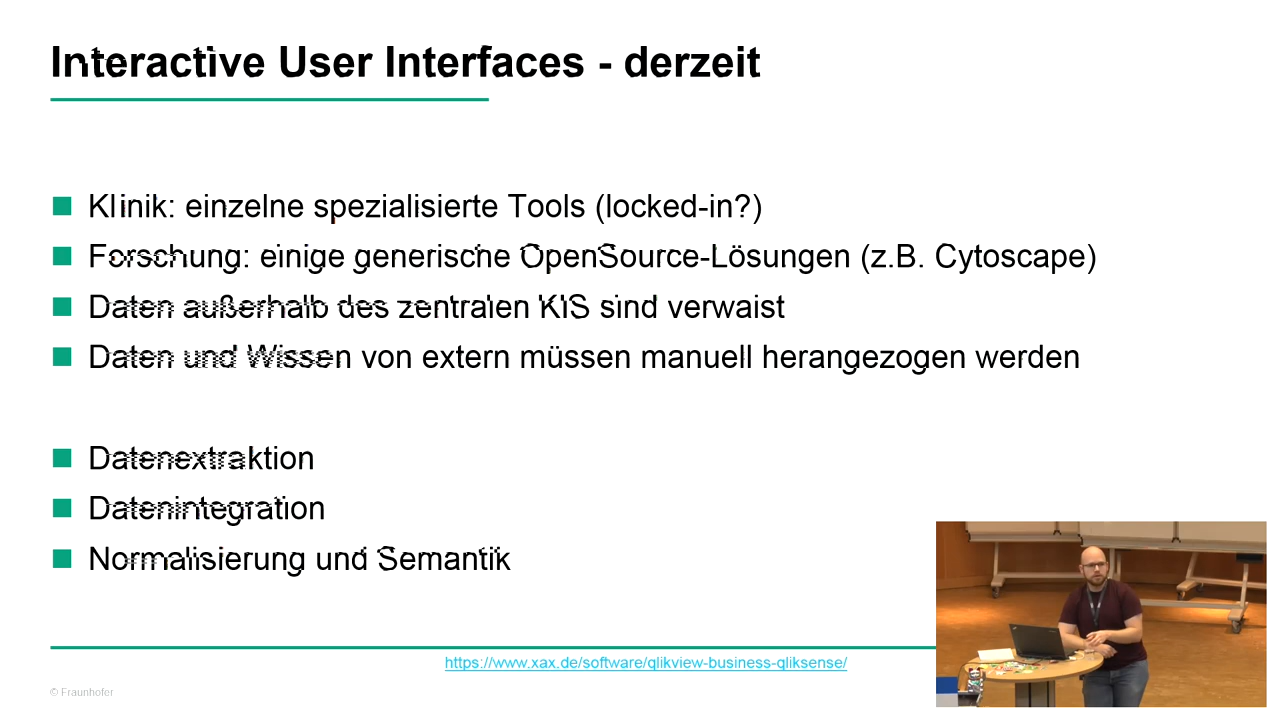 Interactive User Interfaces - derzeit
Klinik: einzelne spezialisierte Tools (locked-in?)
Forschung: einige generische OpenSource-Lösungen (z.B. Cytoscape)
Daten außerhalb des zentralen KIS sind verwaist
Daten und Wissen von extern müssen manuell herangezogen werden
Datenextraktion
Datenintegration
Normalisierung und Semantik
https://www.xax.de/software/qlikview-business-qliksense/
© Fraunhofer